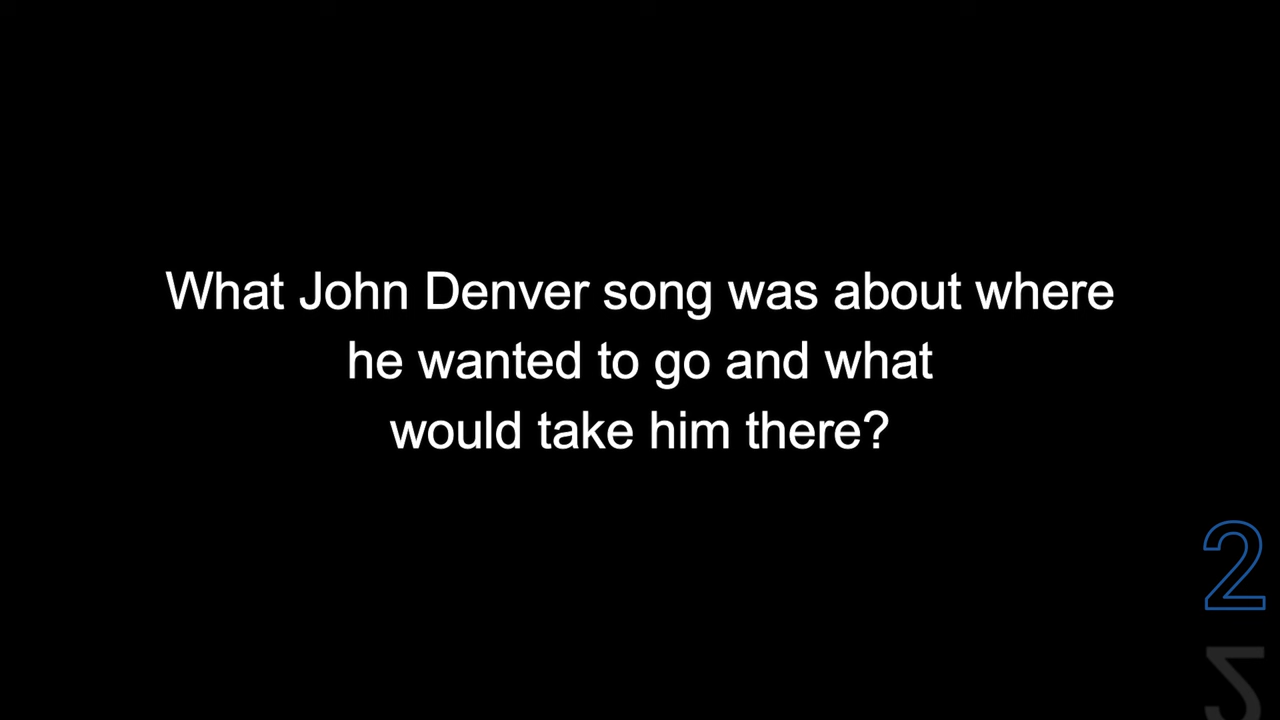 What John Denver song was about where
he wanted to go and what
would take him there?
2